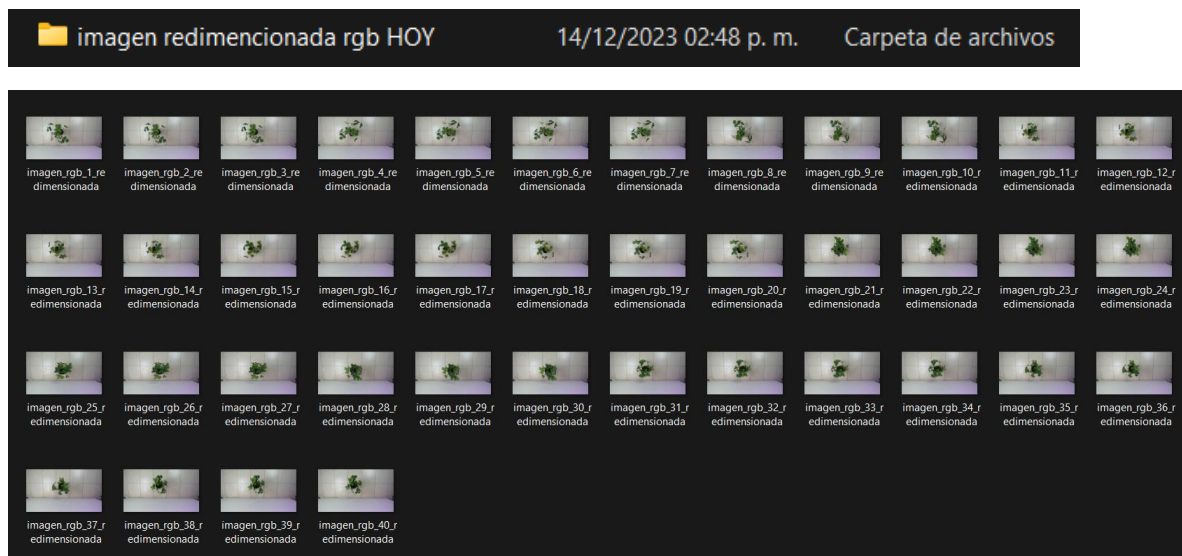 imagen redimencionada rgb HOY 14/12/2023 02:48 p. m. Carpeta de archivos
imagen_rgb_1_re
dimensionada
imagen_rgb_2_re
dimensionada
imagen_rgb_3_re
dimensionada
imagen_rgb_4_re
dimensionada
imagen_rgb_5_re
dimensionada
imagen_rgb_6_re
dimensionada
imagen_rgb_7_re
dimensionada
imagen_rgb_8_re
dimensionada
imagen_rgb_9_re
dimensionada
imagen_rgb_10_r
edimensionada
imagen_rgb_11_r
edimensionada
imagen_rgb_12_r
edimensionada
imagen_rgb_13_r
edimensionada
imagen_rgb_14_r
edimensionada
imagen_rgb_15_r
edimensionada
imagen_rgb_16_r
edimensionada
imagen_rgb_17_r
edimensionada
imagen_rgb_18_r
edimensionada
imagen_rgb_19_r
edimensionada
imagen_rgb_20_r
edimensionada
imagen_rgb_21_r
edimensionada
imagen_rgb_22_r
edimensionada
imagen_rgb_23_r
edimensionada
imagen_rgb_24_r
edimensionada
imagen_rgb_25_r
edimensionada
imagen_rgb_26_r
edimensionada
imagen_rgb_27_r
edimensionada
imagen_rgb_28_r
edimensionada
imagen_rgb_29_r
edimensionada
imagen_rgb_30_r
edimensionada
imagen_rgb_31_r
edimensionada
imagen_rgb_32_r
edimensionada
imagen_rgb_33_r
edimensionada
imagen_rgb_34_r
edimensionada
imagen_rgb_35_r
edimensionada
imagen_rgb_36_r
edimensionada
imagen_rgb_37_r
edimensionada
imagen_rgb_38_r
edimensionada
imagen_rgb_39_r
edimensionada
imagen_rgb_40_r
edimensionada